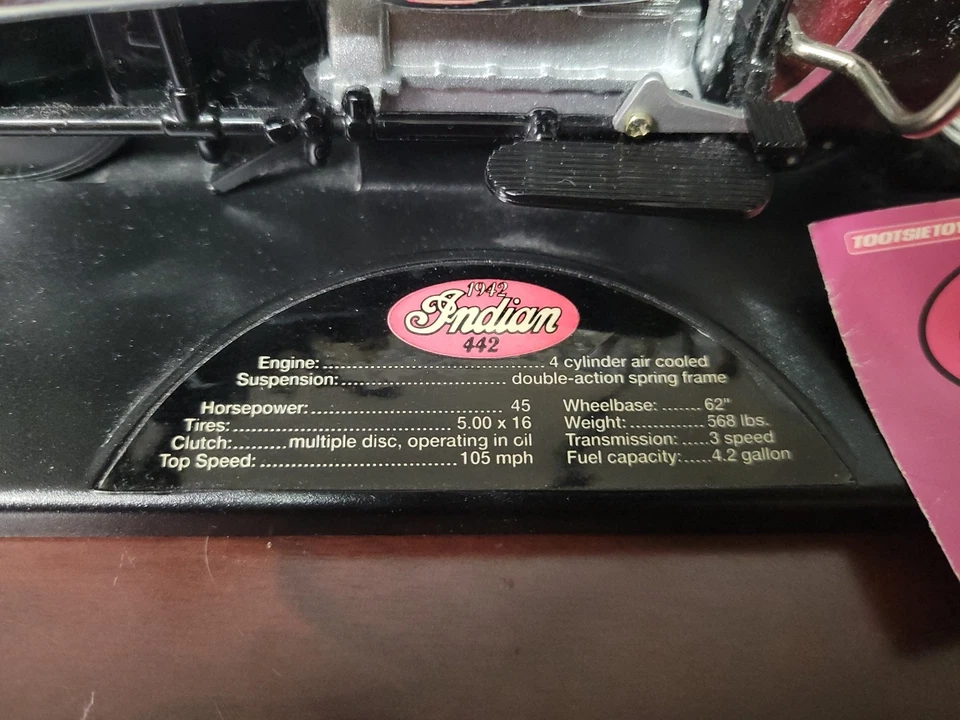 TOOTSIETOY
1942
Indian
442
Engine:.................................................. 4 cylinder air cooled
Suspension:................................ double-action spring frame
Horsepower:..................................... 45
Tires:............................................ 5.00 x 16
Clutch:...........multiple disc, operating in oil
Top Speed: .......................................105 mph
Wheelbase: ....... 62"
Weight: ..............568 lbs.
Transmission: .....3 speed
Fuel capacity:.....4.2 gallon